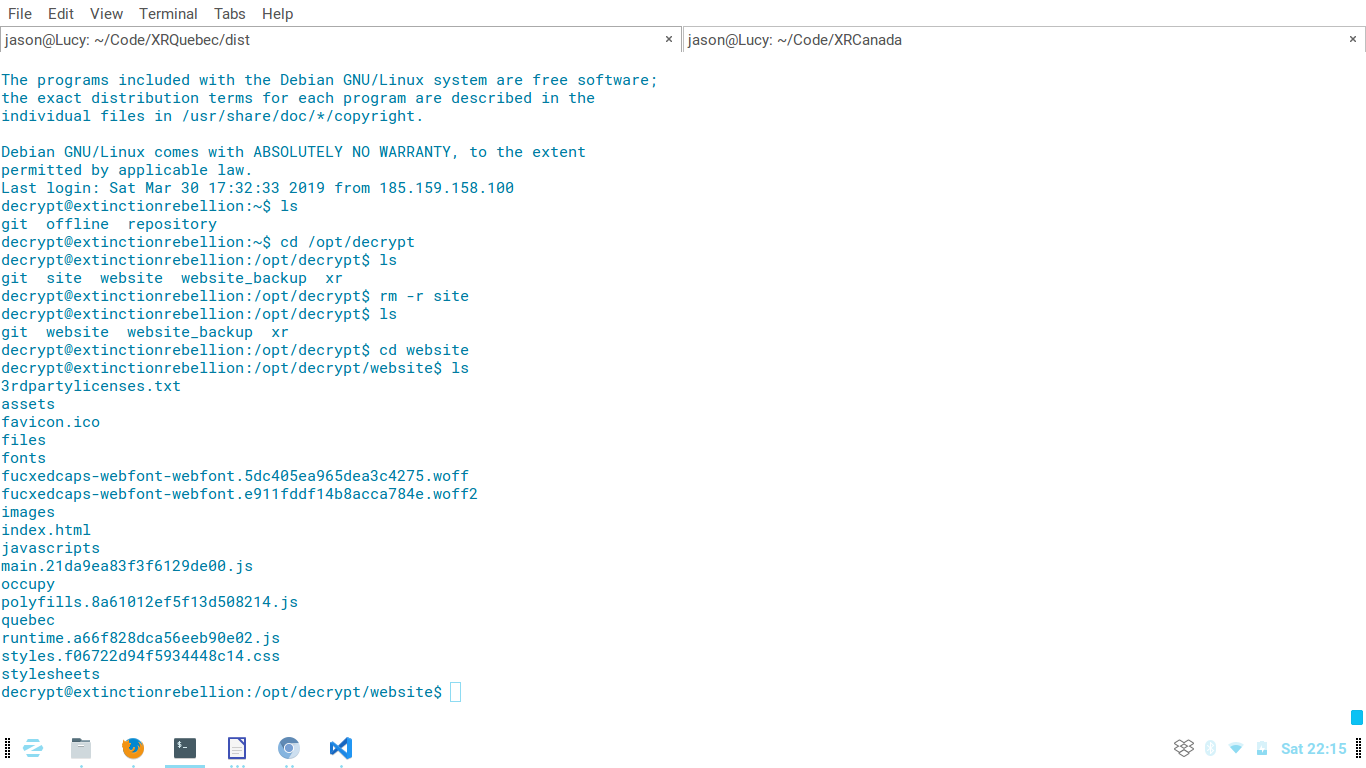 File Edit View Terminal Tabs Help
jason@Lucy: ~/Code/XRQuebec/dist × jason@Lucy: ~/Code/XRCanada ×
The programs included with the Debian GNU/Linux system are free software;
the exact distribution terms for each program are described in the
individual files in /usr/share/doc/*/copyright.
Debian GNU/Linux comes with ABSOLUTELY NO WARRANTY, to the extent
permitted by applicable law.
Last login: Sat Mar 30 17:32:33 2019 from 185.159.158.100
decrypt@extinctionrebellion:~$ ls
git  offline  repository
decrypt@extinctionrebellion:~$ cd /opt/decrypt
decrypt@extinctionrebellion:/opt/decrypt$ ls
git  site  website  website_backup  xr
decrypt@extinctionrebellion:/opt/decrypt$ rm -r site
decrypt@extinctionrebellion:/opt/decrypt$ ls
git  website  website_backup  xr
decrypt@extinctionrebellion:/opt/decrypt$ cd website
decrypt@extinctionrebellion:/opt/decrypt/website$ ls
3rdpartylicenses.txt
assets
favicon.ico
files
fonts
fucxedcaps-webfont-webfont.5dc405ea965dea3c4275.woff
fucxedcaps-webfont-webfont.e911fddf14b8acca784e.woff2
images
index.html
javascripts
main.21da9ea83f3f6129de00.js
occupy
polyfills.8a61012ef5f13d508214.js
quebec
runtime.a66f828dca56eeb90e02.js
styles.f06722d94f5934448c14.css
stylesheets
decrypt@extinctionrebellion:/opt/decrypt/website$
Sat 22:15